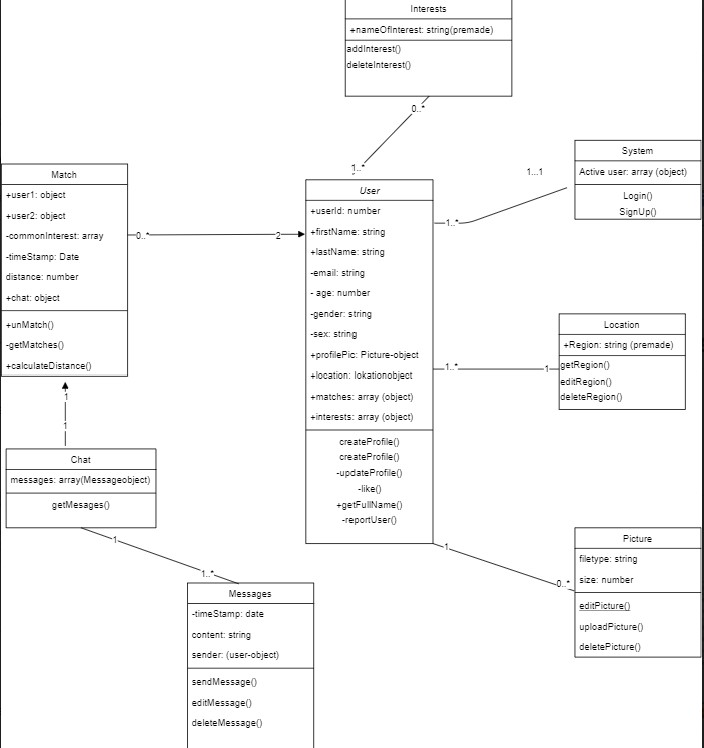 Interests
+nameOfInterest: string(premade)
addInterest()
deleteInterest()
0..*
1..*
System
Active user: array (object)
Login()
SignUp()
1...1
1..*
Match
+user1: object
+user2: object
-commonInterest: array
-timeStamp: Date
distance: number
+chat: object
+unMatch()
-getMatches()
+calculateDistance()
0..*
2
User
+userId: number
+firstName: string
+lastName: string
-email: string
- age: number
-gender: string
-sex: string
+profilePic: Picture-object
+location: lokationobject
+matches: array (object)
+interests: array (object)
createProfile()
createProfile()
-updateProfile()
-like()
+getFullName()
-reportUser()
Location
+Region: string (premade)
getRegion()
editRegion()
deleteRegion()
1..*
1
1
1
Chat
messages: array(Messageobject)
getMesages()
1
1..*
Messages
-timeStamp: date
content: string
sender: (user-object)
sendMessage()
editMessage()
deleteMessage()
1
0..*
Picture
filetype: string
size: number
editPicture()
uploadPicture()
deletePicture()